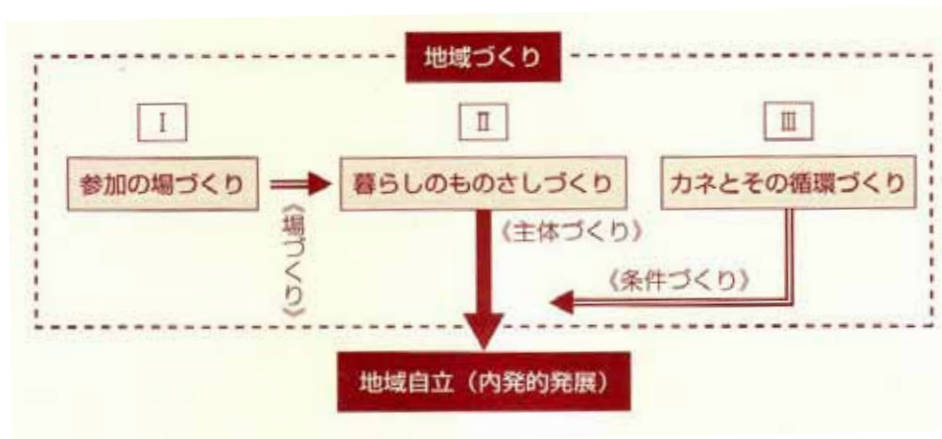 地域づくり
Ⅰ
Ⅱ
Ⅲ
参加の場づくり
暮らしのものさしづくり
カネとその循環づくり
《場づくり》
《主体づくり》
《条件づくり》
地域自立（内発的発展）